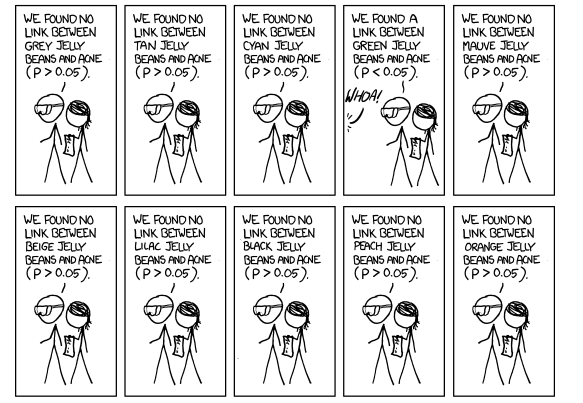 WE FOUND NO
LINK BETWEEN
GREY JELLY
BEANS AND ACNE
(P > 0.05).
WE FOUND NO
LINK BETWEEN
TAN JELLY
BEANS AND ACNE
(P > 0.05).
WE FOUND NO
LINK BETWEEN
CYAN JELLY
BEANS AND ACNE
(P > 0.05).
WE FOUND A
LINK BETWEEN
GREEN JELLY
BEANS AND ACNE
(P < 0.05).
WHOA!
WE FOUND NO
LINK BETWEEN
MAUVE JELLY
BEANS AND ACNE
(P > 0.05).
WE FOUND NO
LINK BETWEEN
BEIGE JELLY
BEANS AND ACNE
(P > 0.05).
WE FOUND NO
LINK BETWEEN
LILAC JELLY
BEANS AND ACNE
(P > 0.05).
WE FOUND NO
LINK BETWEEN
BLACK JELLY
BEANS AND ACNE
(P > 0.05).
WE FOUND NO
LINK BETWEEN
PEACH JELLY
BEANS AND ACNE
(P > 0.05).
WE FOUND NO
LINK BETWEEN
ORANGE JELLY
BEANS AND ACNE
(P > 0.05).